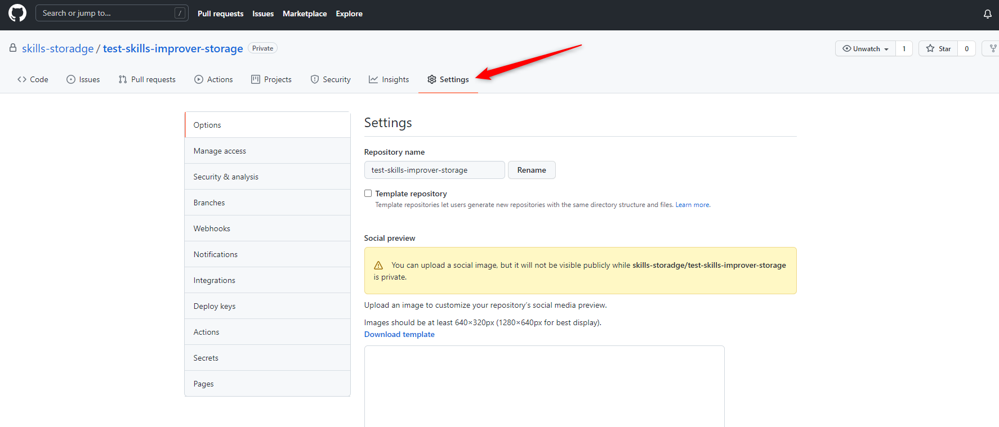 Search or jump to... /
Pull requests Issues Marketplace Explore
skills-storadge / test-skills-improver-storage Private
Unwatch 1 Star 0
Code Issues Pull requests Actions Projects Security Insights Settings
Options
Manage access
Security & analysis
Branches
Webhooks
Notifications
Integrations
Deploy keys
Actions
Secrets
Pages
Settings
Repository name
test-skills-improver-storage Rename
Template repository
Template repositories let users generate new repositories with the same directory structure and files. Learn more.
Social preview
You can upload a social image, but it will not be visible publicly while skills-storadge/test-skills-improver-storage
is private.
Upload an image to customize your repository’s social media preview.
Images should be at least 640×320px (1280×640px for best display).
Download template